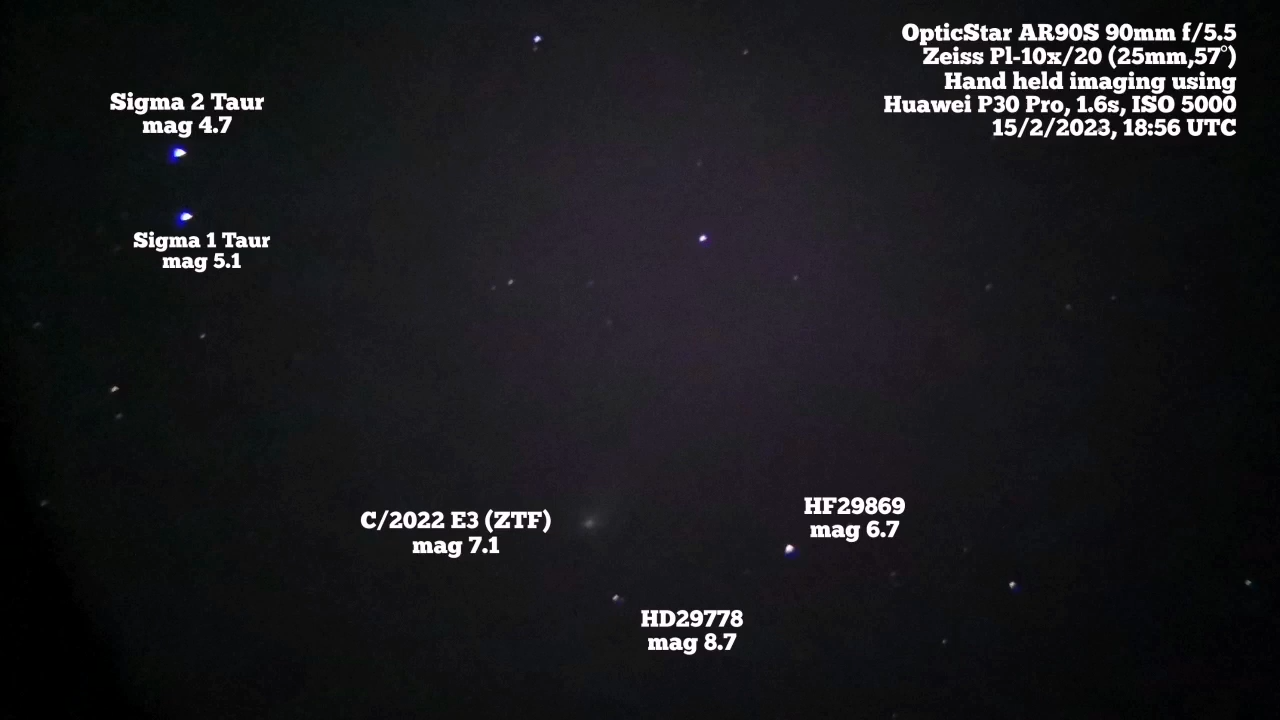 OpticStar AR90S 90mm f/5.5
Zeiss Pl-10x/20 (25mm,57°)
Hand held imaging using
Huawei P30 Pro, 1.6s, ISO 5000
15/2/2023, 18:56 UTC
Sigma 2 Taur
mag 4.7
Sigma 1 Taur
mag 5.1
C/2022 E3 (ZTF)
mag 7.1
HF29869
mag 6.7
HD29778
mag 8.7